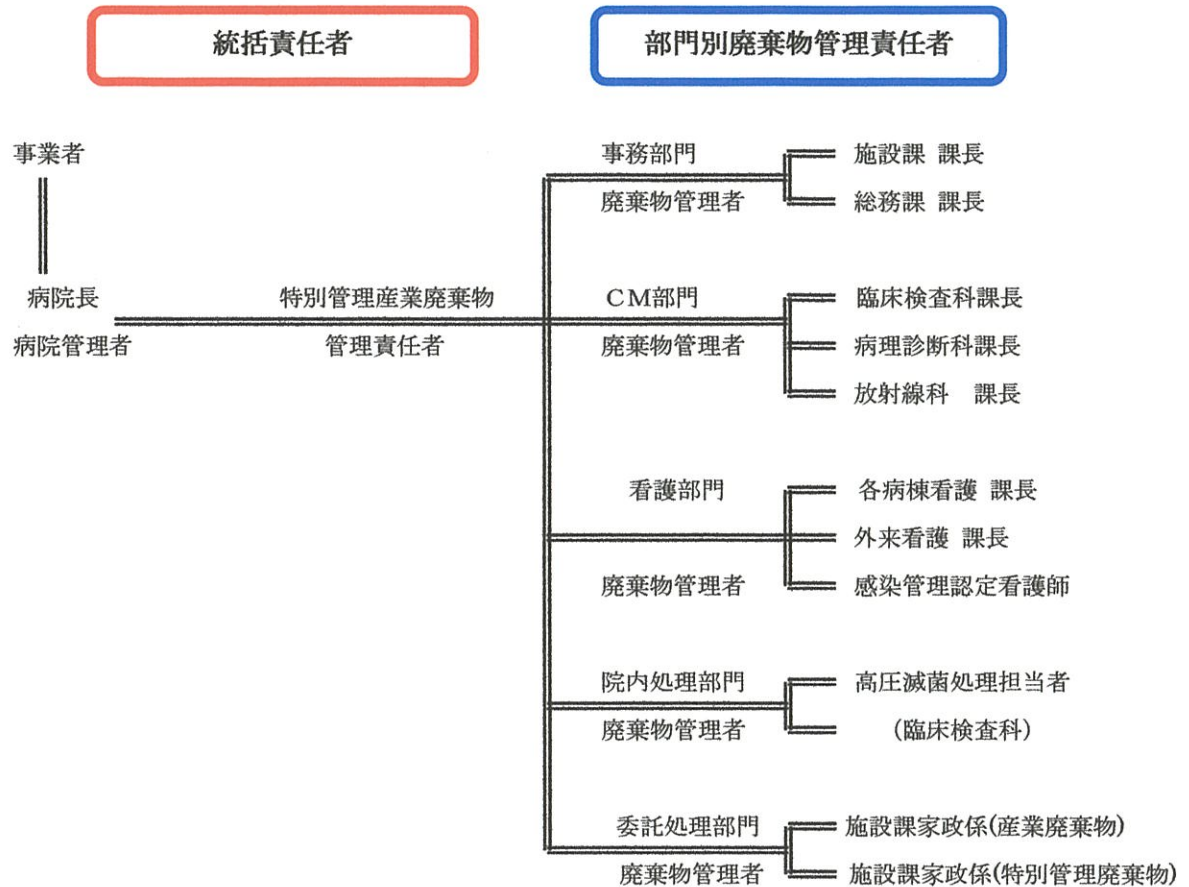 統括責任者
部門別廃棄物管理責任者
事業者
病院長
病院管理者
特別管理産業廃棄物
管理責任者
事務部門
廃棄物管理者
施設課 課長
総務課 課長
CM部門
廃棄物管理者
臨床検査科課長
病理診断科課長
放射線科 課長
看護部門
廃棄物管理者
各病棟看護 課長
外来看護 課長
感染管理認定看護師
院内処理部門
廃棄物管理者
高圧滅菌処理担当者
(臨床検査科)
委託処理部門
廃棄物管理者
施設課家政係(産業廃棄物)
施設課家政係(特別管理廃棄物)